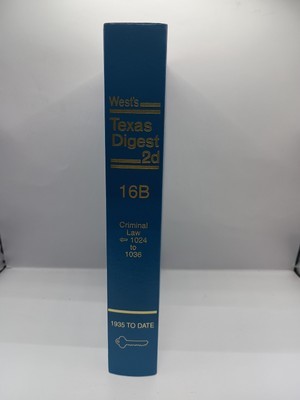 West's
Texas
Digest
2d
16B
Criminal
Law
🔑 1024
to
1036
1935 TO DATE